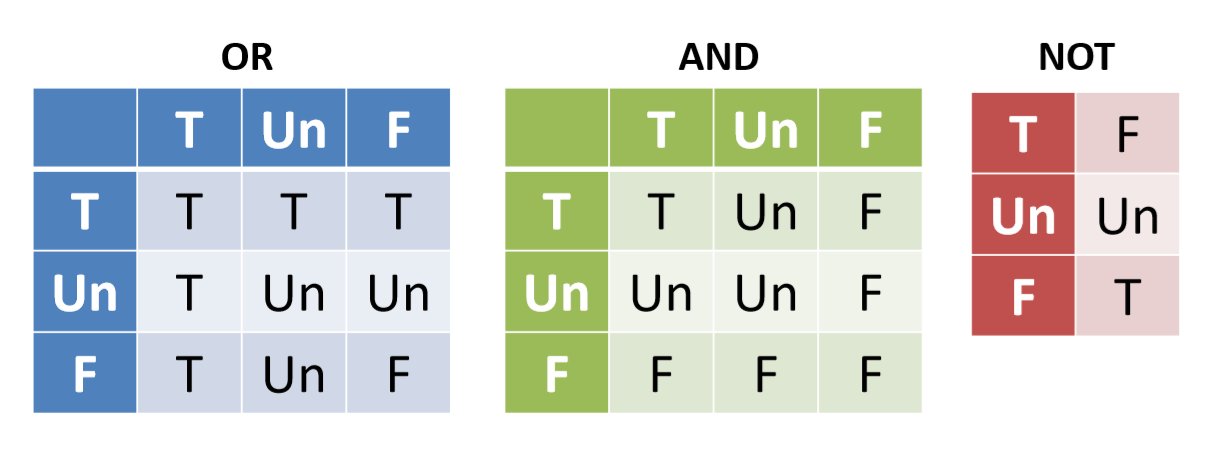 OR AND NOT
T Un F T Un F T F
T T T T T T Un F Un Un
Un T Un Un Un Un Un F F T
F T Un F F F F F